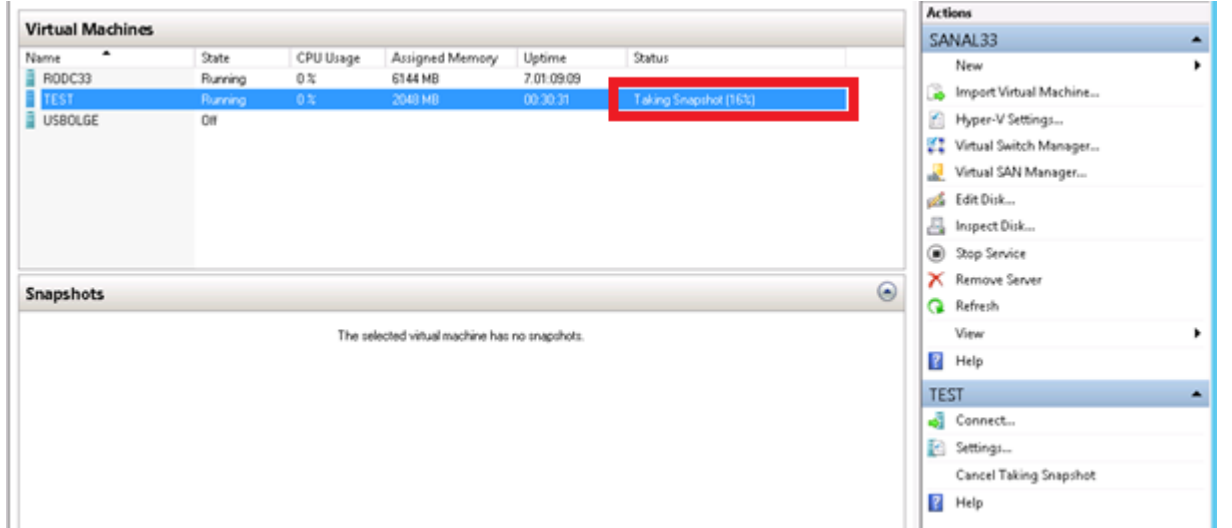 Virtual Machines
Name State CPU Usage Assigned Memory Uptime Status
RODC33 Running 0 % 6144 MB 7.01:09:09
TEST Running 0 % 2048 MB 00:30:31 Taking Snapshot (16%)
USBOLGE Off
Snapshots
The selected virtual machine has no snapshots.
Actions
SANAL33
New
Import Virtual Machine...
Hyper-V Settings...
Virtual Switch Manager...
Virtual SAN Manager...
Edit Disk...
Inspect Disk...
Stop Service
Remove Server
Refresh
View
Help
TEST
Connect...
Settings...
Cancel Taking Snapshot
Help